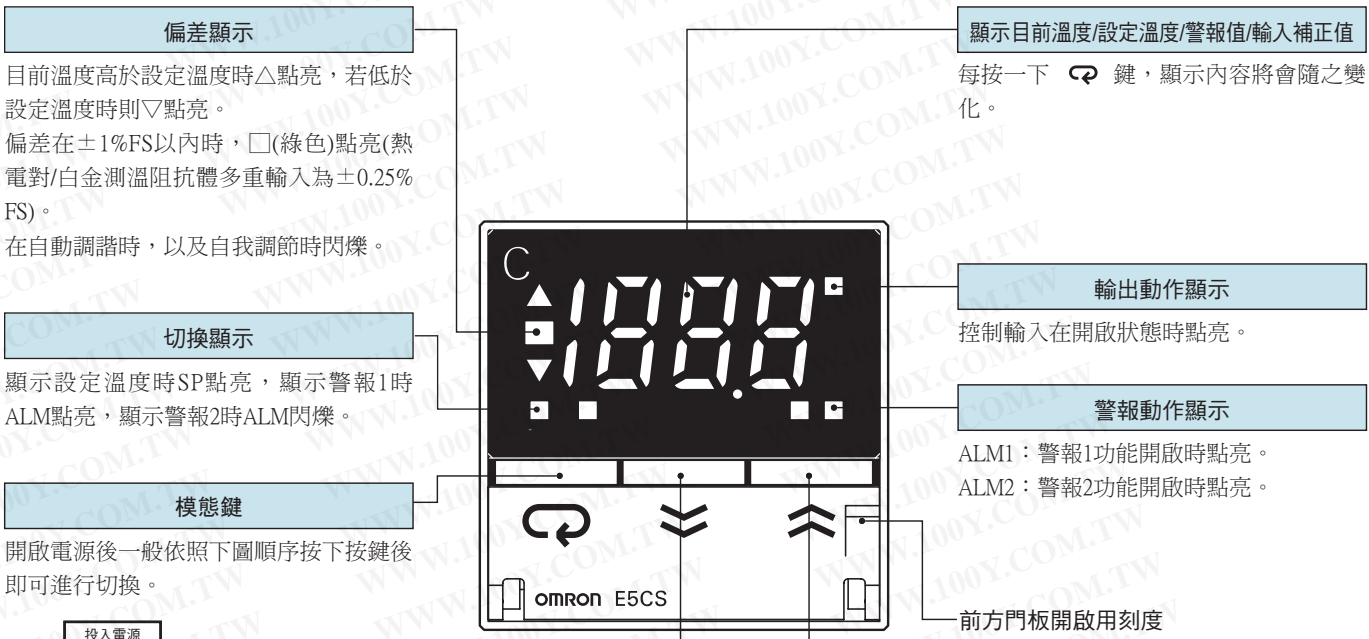 偏差顯示
目前溫度高於設定溫度時△點亮，若低於
設定溫度時則▽點亮。
偏差在±1%FS以內時，□(綠色)點亮(熱
電對/白金測溫阻抗體多重輸入為±0.25%
FS)。
在自動調諧時，以及自我調節時閃爍。
切換顯示
顯示設定溫度時SP點亮，顯示警報1時
ALM點亮，顯示警報2時ALM閃爍。
模態鍵
開啟電源後一般依照下圖順序按下按鍵後
即可進行切換。
投入電源
C
188.8
omron E5CS
顯示目前溫度/設定溫度/警報值/輸入補正值
每按一下 鍵，顯示內容將會隨之變
化。
輸出動作顯示
控制輸入在開啟狀態時點亮。
警報動作顯示
ALM1：警報1功能開啟時點亮。
ALM2：警報2功能開啟時點亮。
前方門板開啟用刻度
WWW.100Y.COM.TW